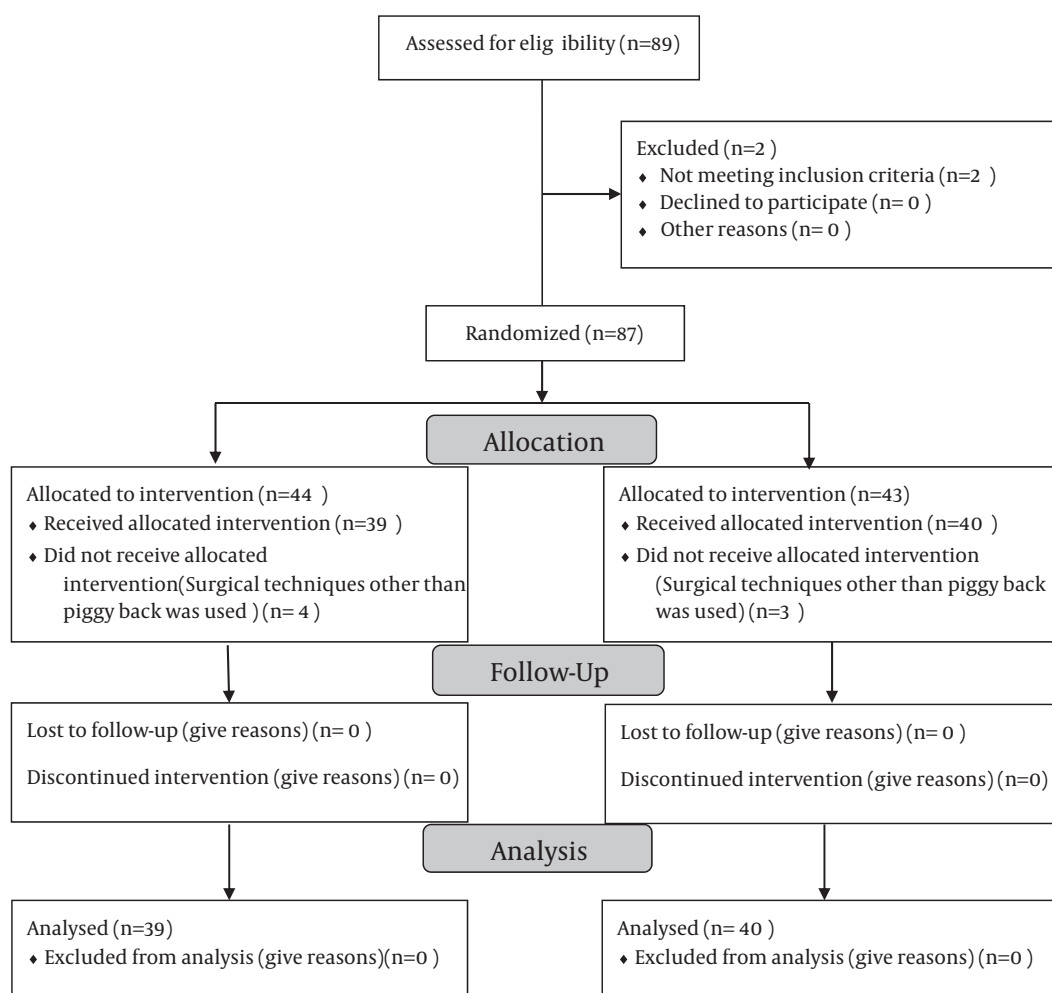 Assessed for elig ibility (n=89)
Excluded (n=2 )
♦ Not meeting inclusion criteria (n=2 )
♦ Declined to participate (n= 0 )
♦ Other reasons (n= 0 )
Randomized (n=87)
Allocation
Allocated to intervention (n=44 )
♦ Received allocated intervention (n=39 )
♦ Did not receive allocated
intervention(Surgical techniques other than
piggy back was used ) (n= 4 )
Allocated to intervention (n=43)
♦ Received allocated intervention (n=40 )
♦ Did not receive allocated intervention
(Surgical techniques other than piggy back
was used) (n=3 )
Follow-Up
Lost to follow-up (give reasons) (n= 0 )
Discontinued intervention (give reasons) (n= 0)
Lost to follow-up (give reasons) (n= 0 )
Discontinued intervention (give reasons) (n=0)
Analysis
Analysed (n=39)
♦ Excluded from analysis (give reasons)(n=0 )
Analysed (n= 40 )
♦ Excluded from analysis (give reasons) (n=0 )